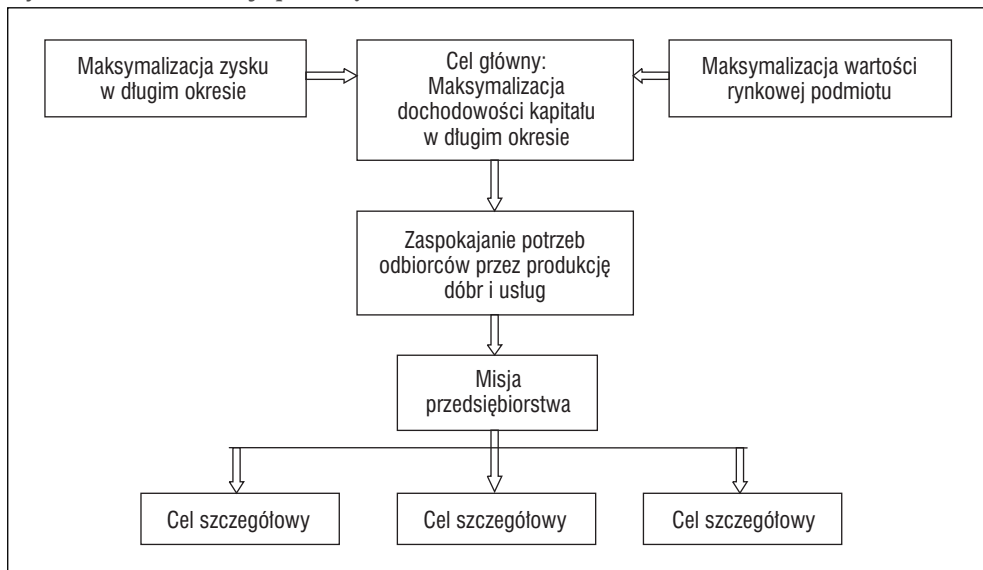 Maksymalizacja zysku
w długim okresie
Cel główny:
Maksymalizacja
dochodowości kapitału
w długim okresie
Maksymalizacja wartości
rynkowej podmiotu
Zaspokajanie potrzeb
odbiorców przez produkcję
dóbr i usług
Misja
przedsiębiorstwa
Cel szczegółowy
Cel szczegółowy
Cel szczegółowy